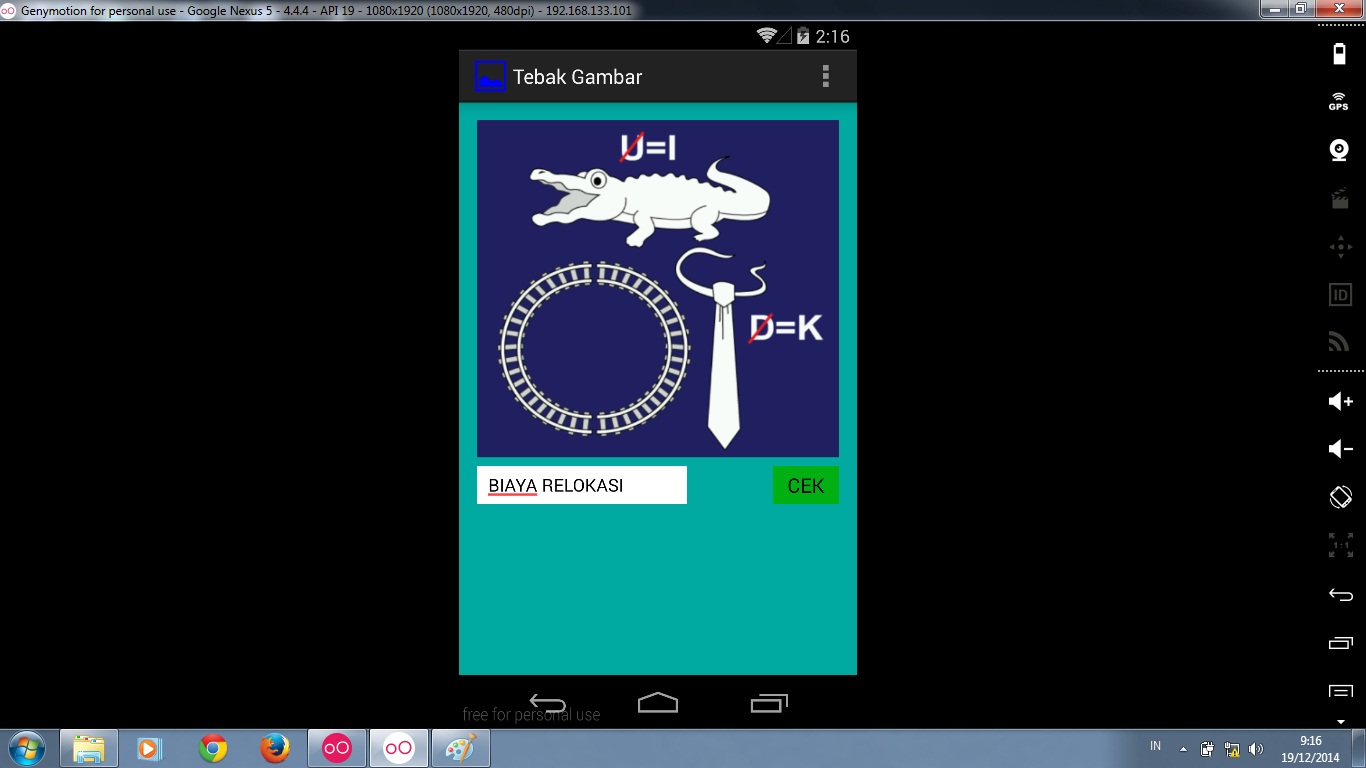 Genymotion for personal use - Google Nexus 5 - 4.4.4 - API 19 - 1080x1920 (1080x1920, 480dpi) - 192.168.133.101
2:16
Tebak Gambar
GPS
U=I
D=K
ID
BIAYA RELOKASI
CEK
1:1
free for personal use
IN
9:16
19/12/2014